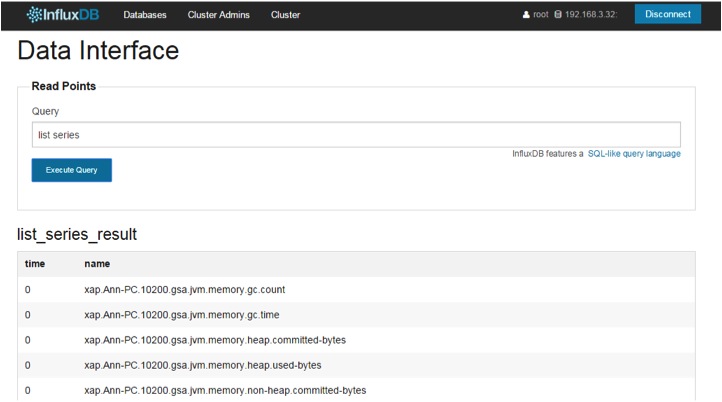 InfluxDB Databases Cluster Admins Cluster root 192.168.3.32: Disconnect
Data Interface
Read Points
Query
list series
InfluxDB features a SQL-like query language
Execute Query
list_series_result
time name
0 xap.Ann-PC.10200.gsa.jvm.memory.gc.count
0 xap.Ann-PC.10200.gsa.jvm.memory.gc.time
0 xap.Ann-PC.10200.gsa.jvm.memory.heap.committed-bytes
0 xap.Ann-PC.10200.gsa.jvm.memory.heap.used-bytes
0 xap.Ann-PC.10200.gsa.jvm.memory.non-heap.committed-bytes